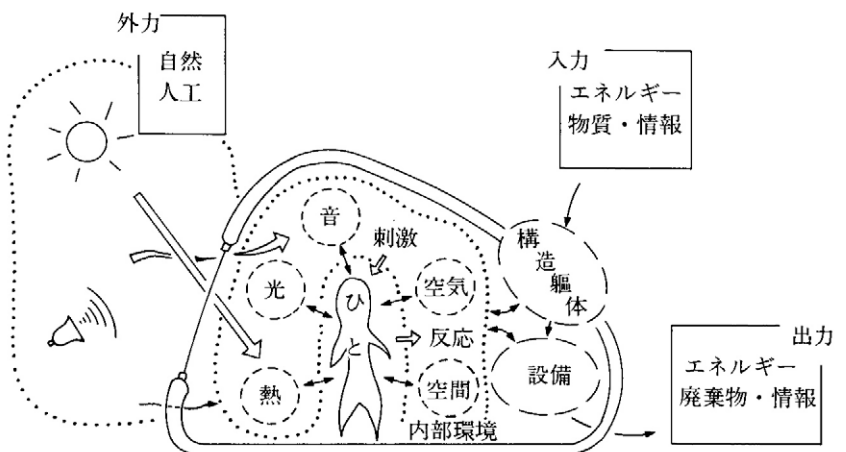 外力
自然
人工
入力
エネルギー
物質・情報
音
刺激
構造躯体
光
ひと
空気
反応
熱
空間
設備
内部環境
出力
エネルギー
廃棄物・情報